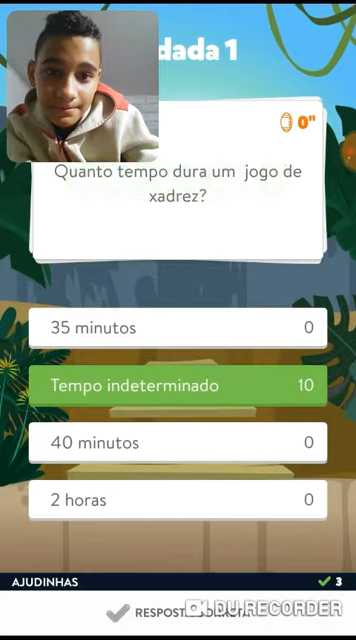 dada 1
0"
Quanto tempo dura um jogo de
xadrez?
35 minutos 0
Tempo indeterminado 10
40 minutos 0
2 horas 0
AJUDINHAS 3
DU RECORDER